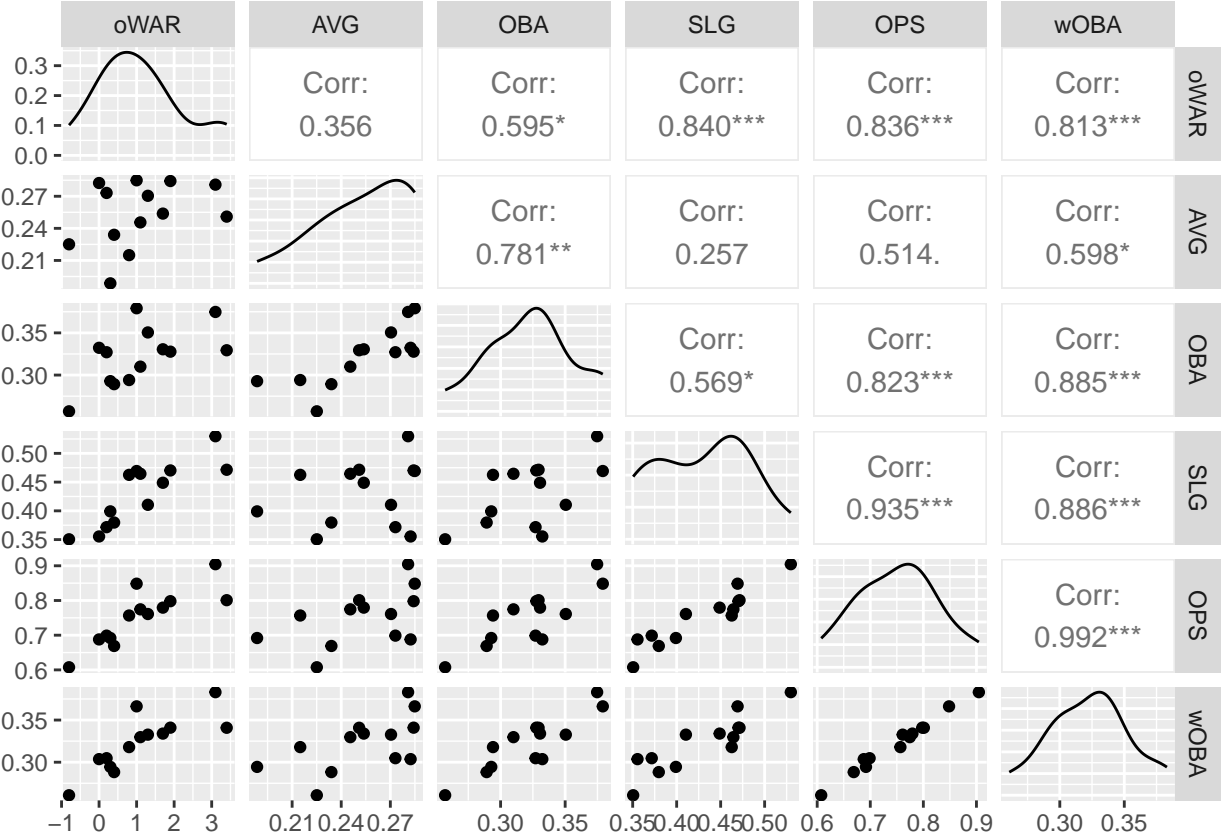 oWAR AVG OBA SLG OPS wOBA
0.3
0.2
0.1
0.0
Corr:
0.356
Corr:
0.595*
Corr:
0.840***
Corr:
0.836***
Corr:
0.813***
oWAR
0.27
0.24
0.21
Corr:
0.781**
Corr:
0.257
Corr:
0.514.
Corr:
0.598*
AVG
0.35
0.30
Corr:
0.569*
Corr:
0.823***
Corr:
0.885***
OBA
0.50
0.45
0.40
0.35
Corr:
0.935***
Corr:
0.886***
SLG
0.9
0.8
0.7
0.6
Corr:
0.992***
OPS
0.35
0.30
wOBA
−1 0 1 2 3 0.21 0.24 0.27 0.30 0.35 0.35 0.40 0.45 0.50 0.6 0.7 0.8 0.9 0.30 0.35